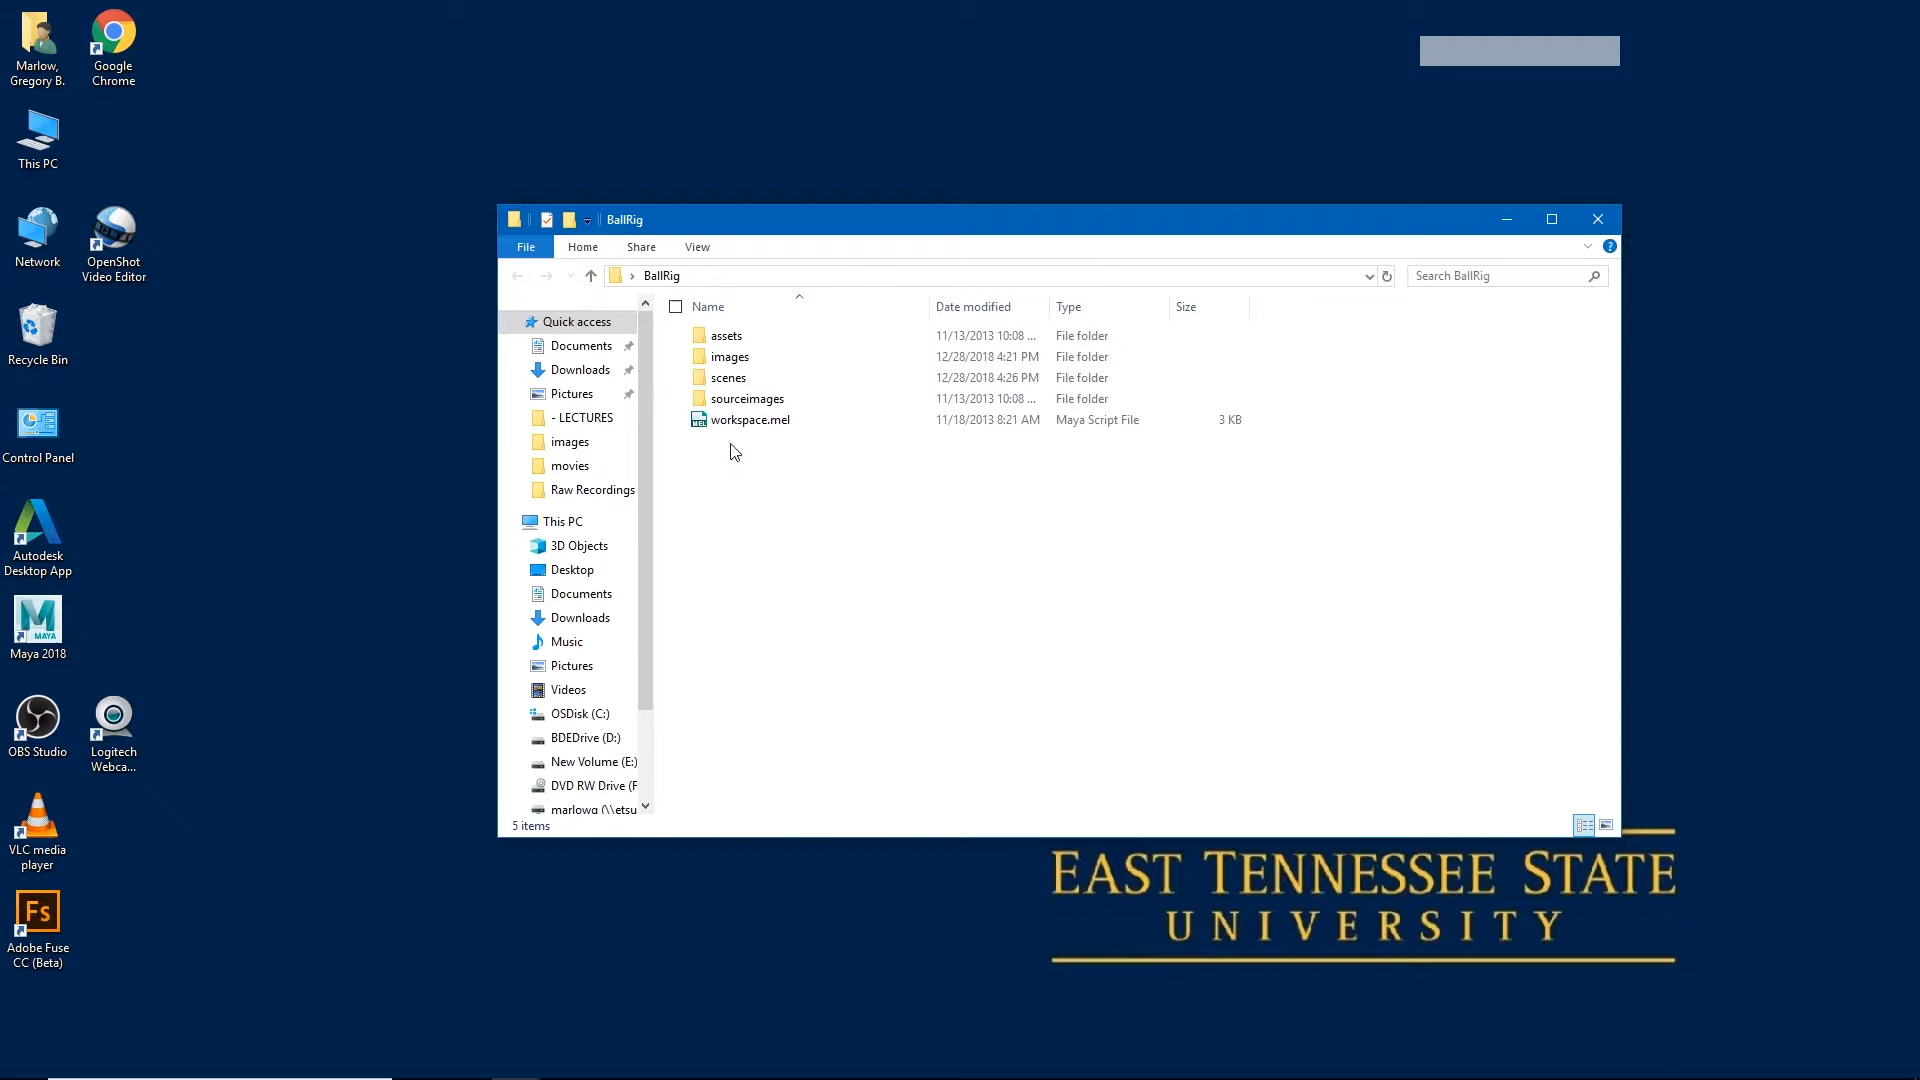 Marlow,
Gregory B.
Google
Chrome
This PC
Network
OpenShot
Video Editor
Recycle Bin
Control Panel
Autodesk
Desktop App
MAYA
Maya 2018
OBS Studio
Logitech
Webca...
VLC media
player
Fs
Adobe Fuse
CC (Beta)
BallRig
File Home Share View
BallRig
Search BallRig
Name Date modified Type Size
assets 11/13/2013 10:08 ... File folder
images 12/28/2018 4:21 PM File folder
scenes 12/28/2018 4:26 PM File folder
sourceimages 11/13/2013 10:08 ... File folder
MEL workspace.mel 11/18/2013 8:21 AM Maya Script File 3 KB
Quick access
Documents
Downloads
Pictures
- LECTURES
images
movies
Raw Recordings
This PC
3D Objects
Desktop
Documents
Downloads
Music
Pictures
Videos
OSDisk (C:)
BDEDrive (D:)
New Volume (E:)
DVD RW Drive (F
marlowg (\\etsu
5 items
EAST TENNESSEE STATE
UNIVERSITY